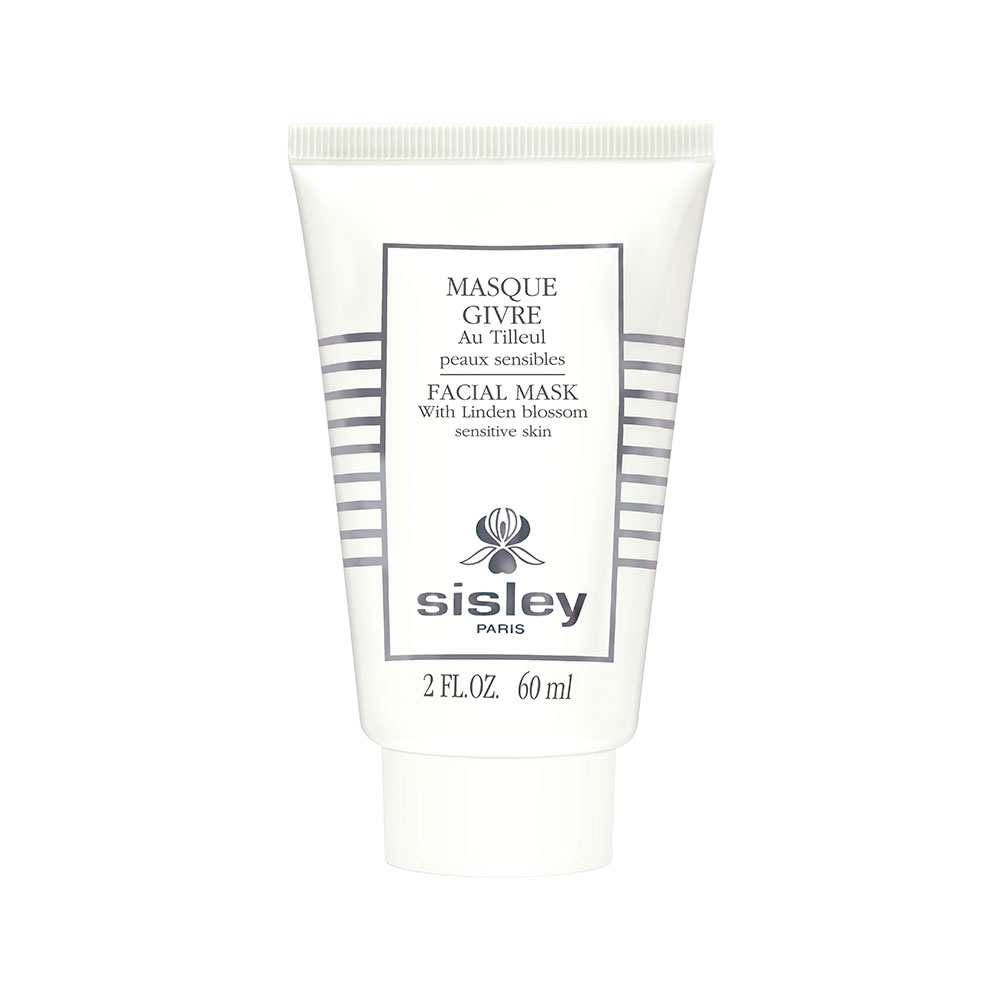 MASQUE
GIVRE
Au Tilleul
peaux sensibles
FACIAL MASK
With Linden blossom
sensitive skin
sisley
PARIS
2 FL.OZ. 60 ml